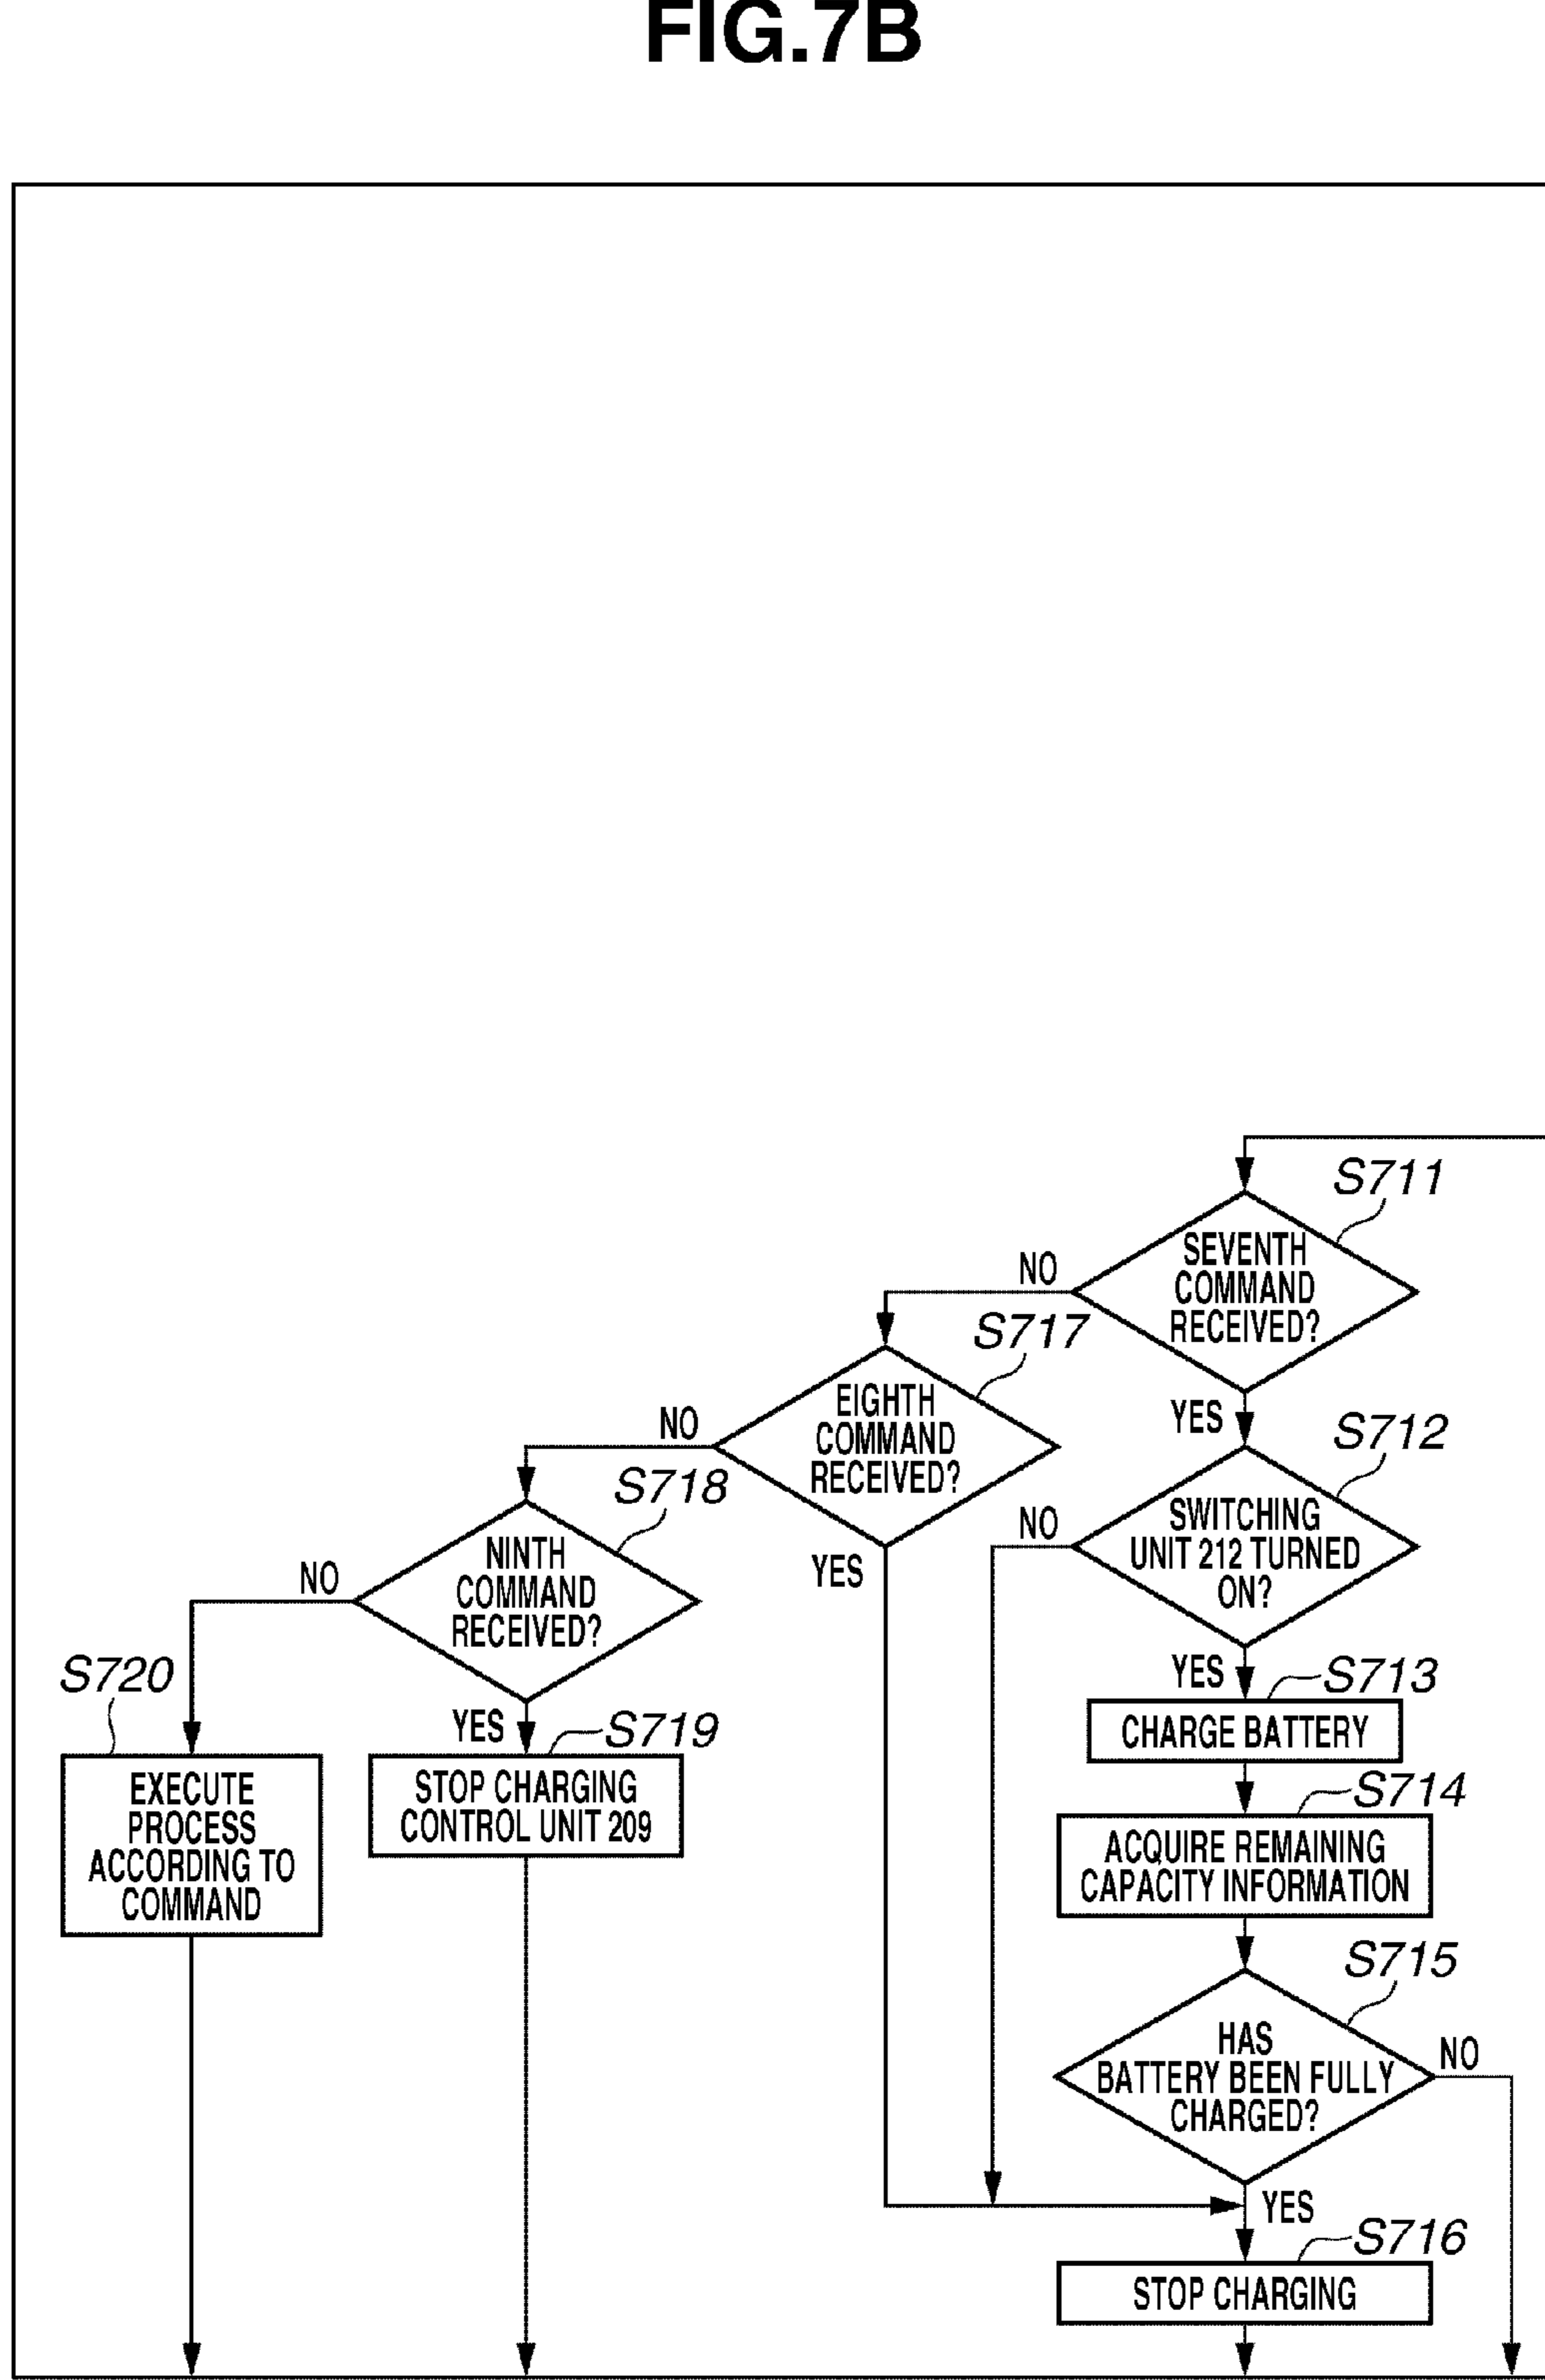 FIG.7B
S711
SEVENTH
COMMAND
RECEIVED?
NO
YES
S717
EIGHTH
COMMAND
RECEIVED?
NO
YES
S712
SWITCHING
UNIT 212 TURNED
ON?
NO
YES
S718
NINTH
COMMAND
RECEIVED?
NO
YES
S713
CHARGE BATTERY
S720
EXECUTE
PROCESS
ACCORDING TO
COMMAND
S719
STOP CHARGING
CONTROL UNIT 209
S714
ACQUIRE REMAINING
CAPACITY INFORMATION
S715
HAS
BATTERY BEEN FULLY
CHARGED?
NO
YES
S716
STOP CHARGING